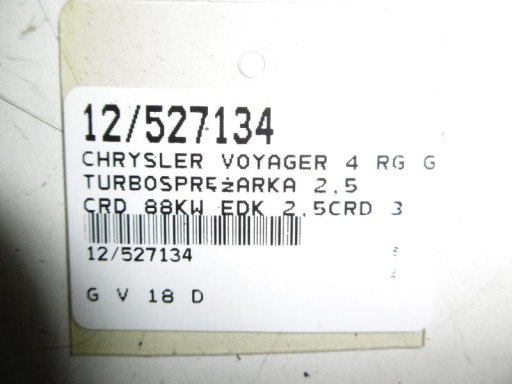 12/527134
CHRYSLER VOYAGER 4 RG G
TURBOSPRĘŻARKA 2,5
CRD 88KW EDK 2,5CRD 3
12/527134
G V 18 D